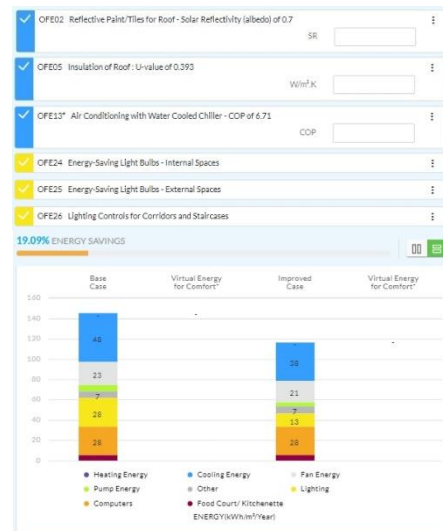 OFE02 Reflective Paint/Tiles for Roof - Solar Reflectivity (albedo) of 0.7
SR
OFE05 Insulation of Roof : U-value of 0.393
W/m².K
OFE13* Air Conditioning with Water Cooled Chiller - COP of 6.71
COP
OFE24 Energy-Saving Light Bulbs - Internal Spaces
OFE25 Energy-Saving Light Bulbs - External Spaces
OFE26 Lighting Controls for Corridors and Staircases
19.09% ENERGY SAVINGS
Base Case Virtual Energy for Comfort* Improved Case Virtual Energy for Comfort*
160
140
120
100
80
60
40
20
0
48
23
7
28
28
38
21
7
13
28
Heating Energy Cooling Energy Fan Energy
Pump Energy Other Lighting
Computers Food Court/ Kitchenette
ENERGY(kWh/m²/Year)